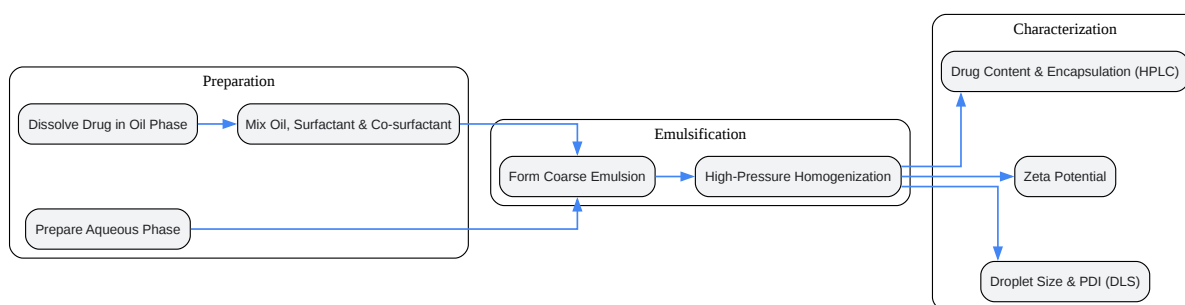 Preparation
Dissolve Drug in Oil Phase
Mix Oil, Surfactant & Co-surfactant
Prepare Aqueous Phase
Emulsification
Form Coarse Emulsion
High-Pressure Homogenization
Characterization
Drug Content & Encapsulation (HPLC)
Zeta Potential
Droplet Size & PDI (DLS)